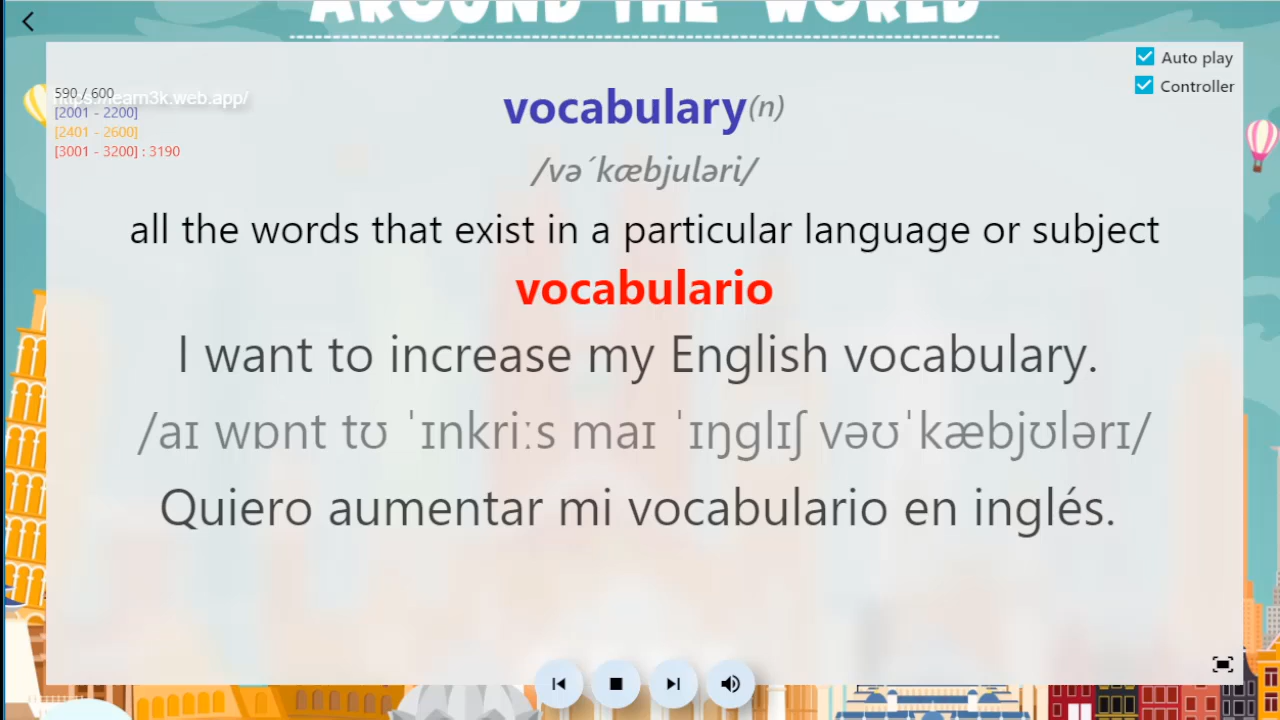 AROUND THE WORLD
Auto play
Controller
590 / 600
https://learn3k.web.app/
[2001 - 2200]
[2401 - 2600]
[3001 - 3200] : 3190
vocabulary(n)
/və´kæbjuləri/
all the words that exist in a particular language or subject
vocabulario
I want to increase my English vocabulary.
/aɪ wɒnt tʊ ˈɪnkriːs maɪ ˈɪŋglɪʃ vəʊˈkæbjʊlərɪ/
Quiero aumentar mi vocabulario en inglés.